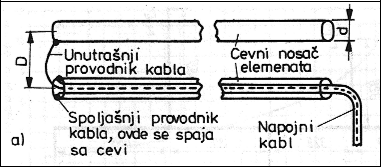 d
D
Unutrašnji
provodnik kabla
Cevni nosač
elemenata
Spoljašnji provodnik
kabla, ovde se spaja
sa cevi
a)
Napojni
kabl